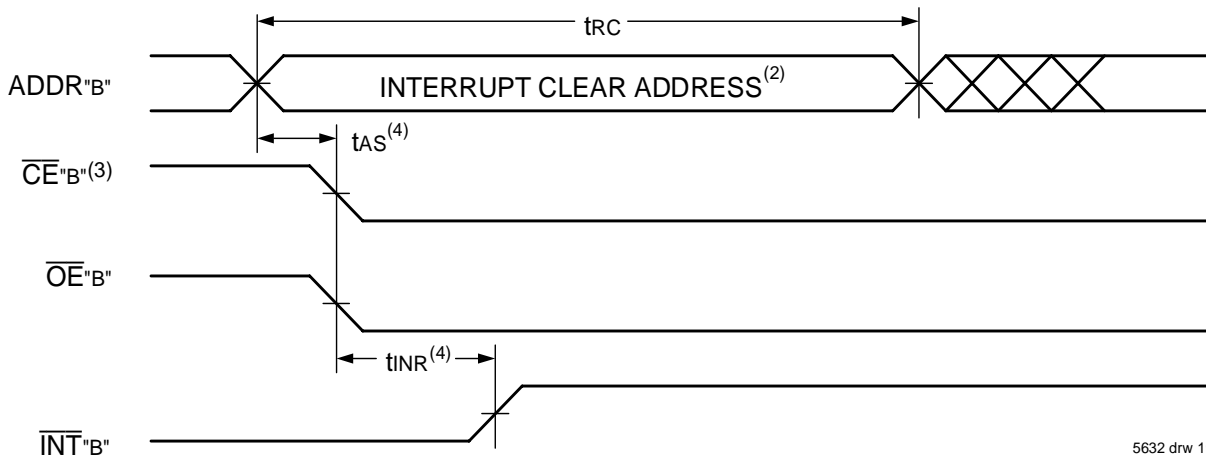 tRC
ADDR"B"
INTERRUPT CLEAR ADDRESS(2)
tAS(4)
CE"B"(3)
OE"B"
tINR(4)
INT"B"
5632 drw 1